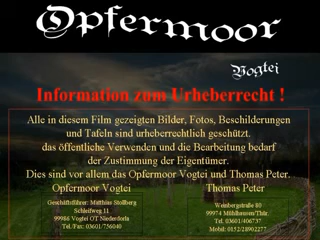 Opfermoor
Vogtei
Information zum Urheberrecht !
Alle in diesem Film gezeigten Bilder, Fotos, Beschilderungen
und Tafeln sind urheberrechtlich geschützt.
das öffentliche Verwenden und die Bearbeitung bedarf
der Zustimmung der Eigentümer.
Dies sind vor allem das Opfermoor Vogtei und Thomas Peter.
Opfermoor Vogtei
Geschäftsführer: Matthias Stollberg
Schleifweg 11
99986 Vogtei OT Niederdorla
Tel./Fax: 03601/756040
Thomas Peter
Weinbergstraße 80
99974 Mühlhausen/Thür.
Tel. 03601/406737
Mobil: 0152/28902277